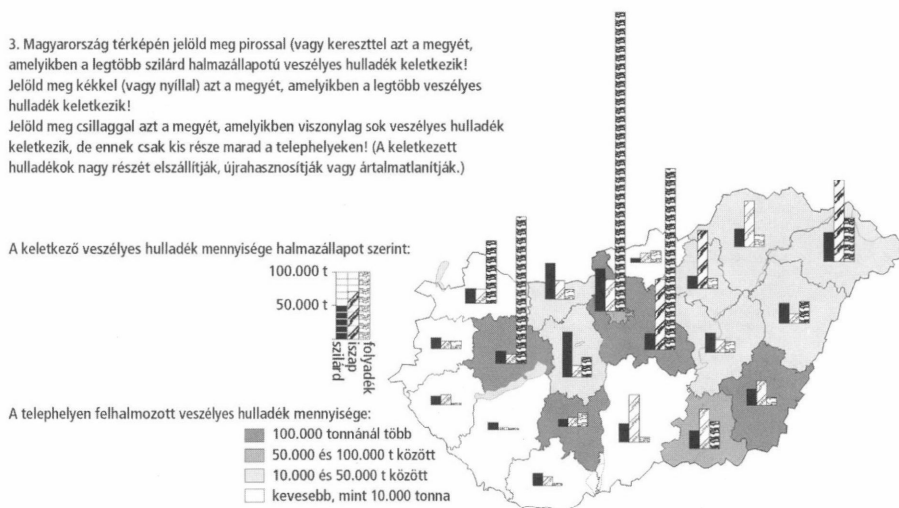 3. Magyarország térképén jelöld meg pirossal (vagy kereszttel azt a megyét,
amelyikben a legtöbb szilárd halmazállapotú veszélyes hulladék keletkezik!
Jelöld meg kékkel (vagy nyíllal) azt a megyét, amelyikben a legtöbb veszélyes
hulladék keletkezik!
Jelöld meg csillaggal azt a megyét, amelyikben viszonylag sok veszélyes hulladék
keletkezik, de ennek csak kis része marad a telephelyeken! (A keletkezett
hulladékok nagy részét elszállítják, újrahasznosítják vagy ártalmatlanítják.)
A keletkező veszélyes hulladék mennyisége halmazállapot szerint:
100.000 t
50.000 t
szilárd
iszap
folyadék
A telephelyen felhalmozott veszélyes hulladék mennyisége:
100.000 tonnánál több
50.000 és 100.000 t között
10.000 és 50.000 t között
kevesebb, mint 10.000 tonna